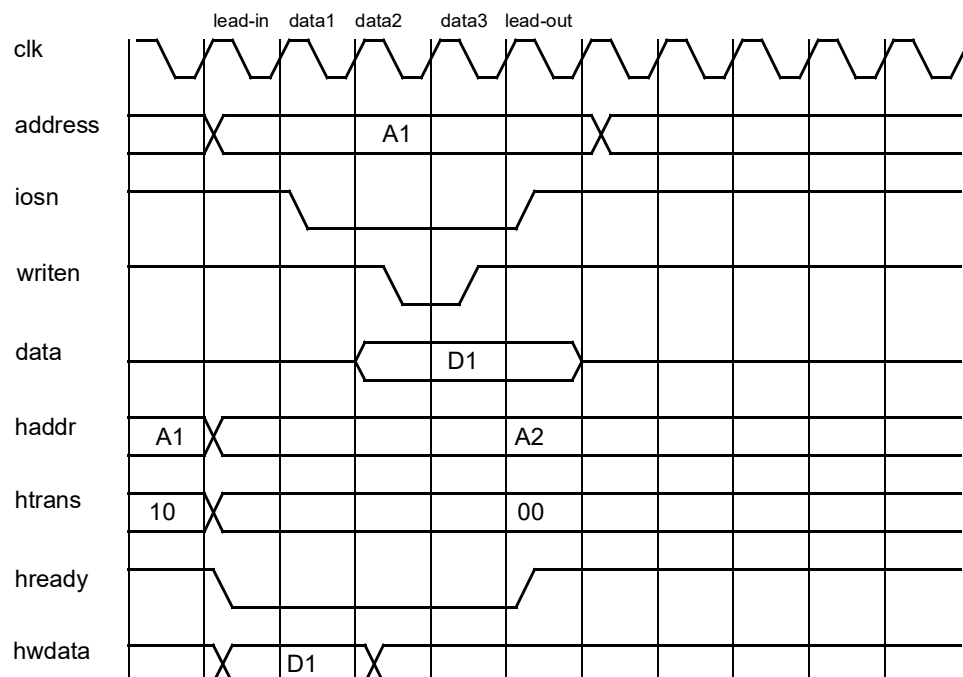 lead-in data1 data2 data3 lead-out
clk
address A1
iosn
writen
data D1
haddr A1 A2
htrans 10 00
hready
hwdata D1